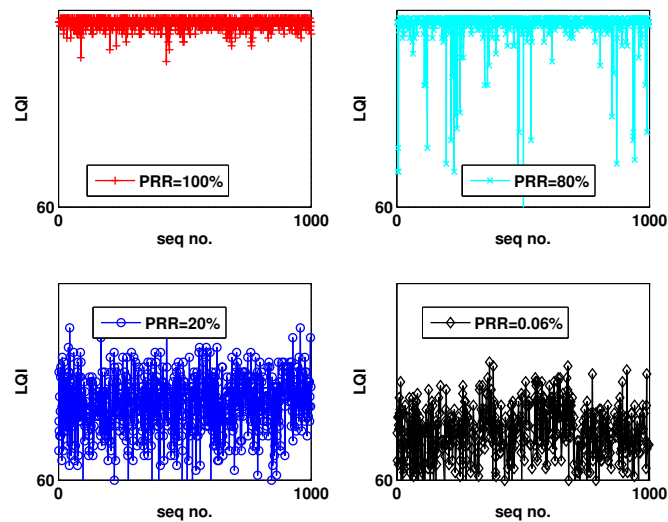 LQI
PRR=100%
60
0
1000
seq no.
LQI
PRR=80%
60
0
1000
seq no.
LQI
PRR=20%
60
0
1000
seq no.
LQI
PRR=0.06%
60
0
1000
seq no.